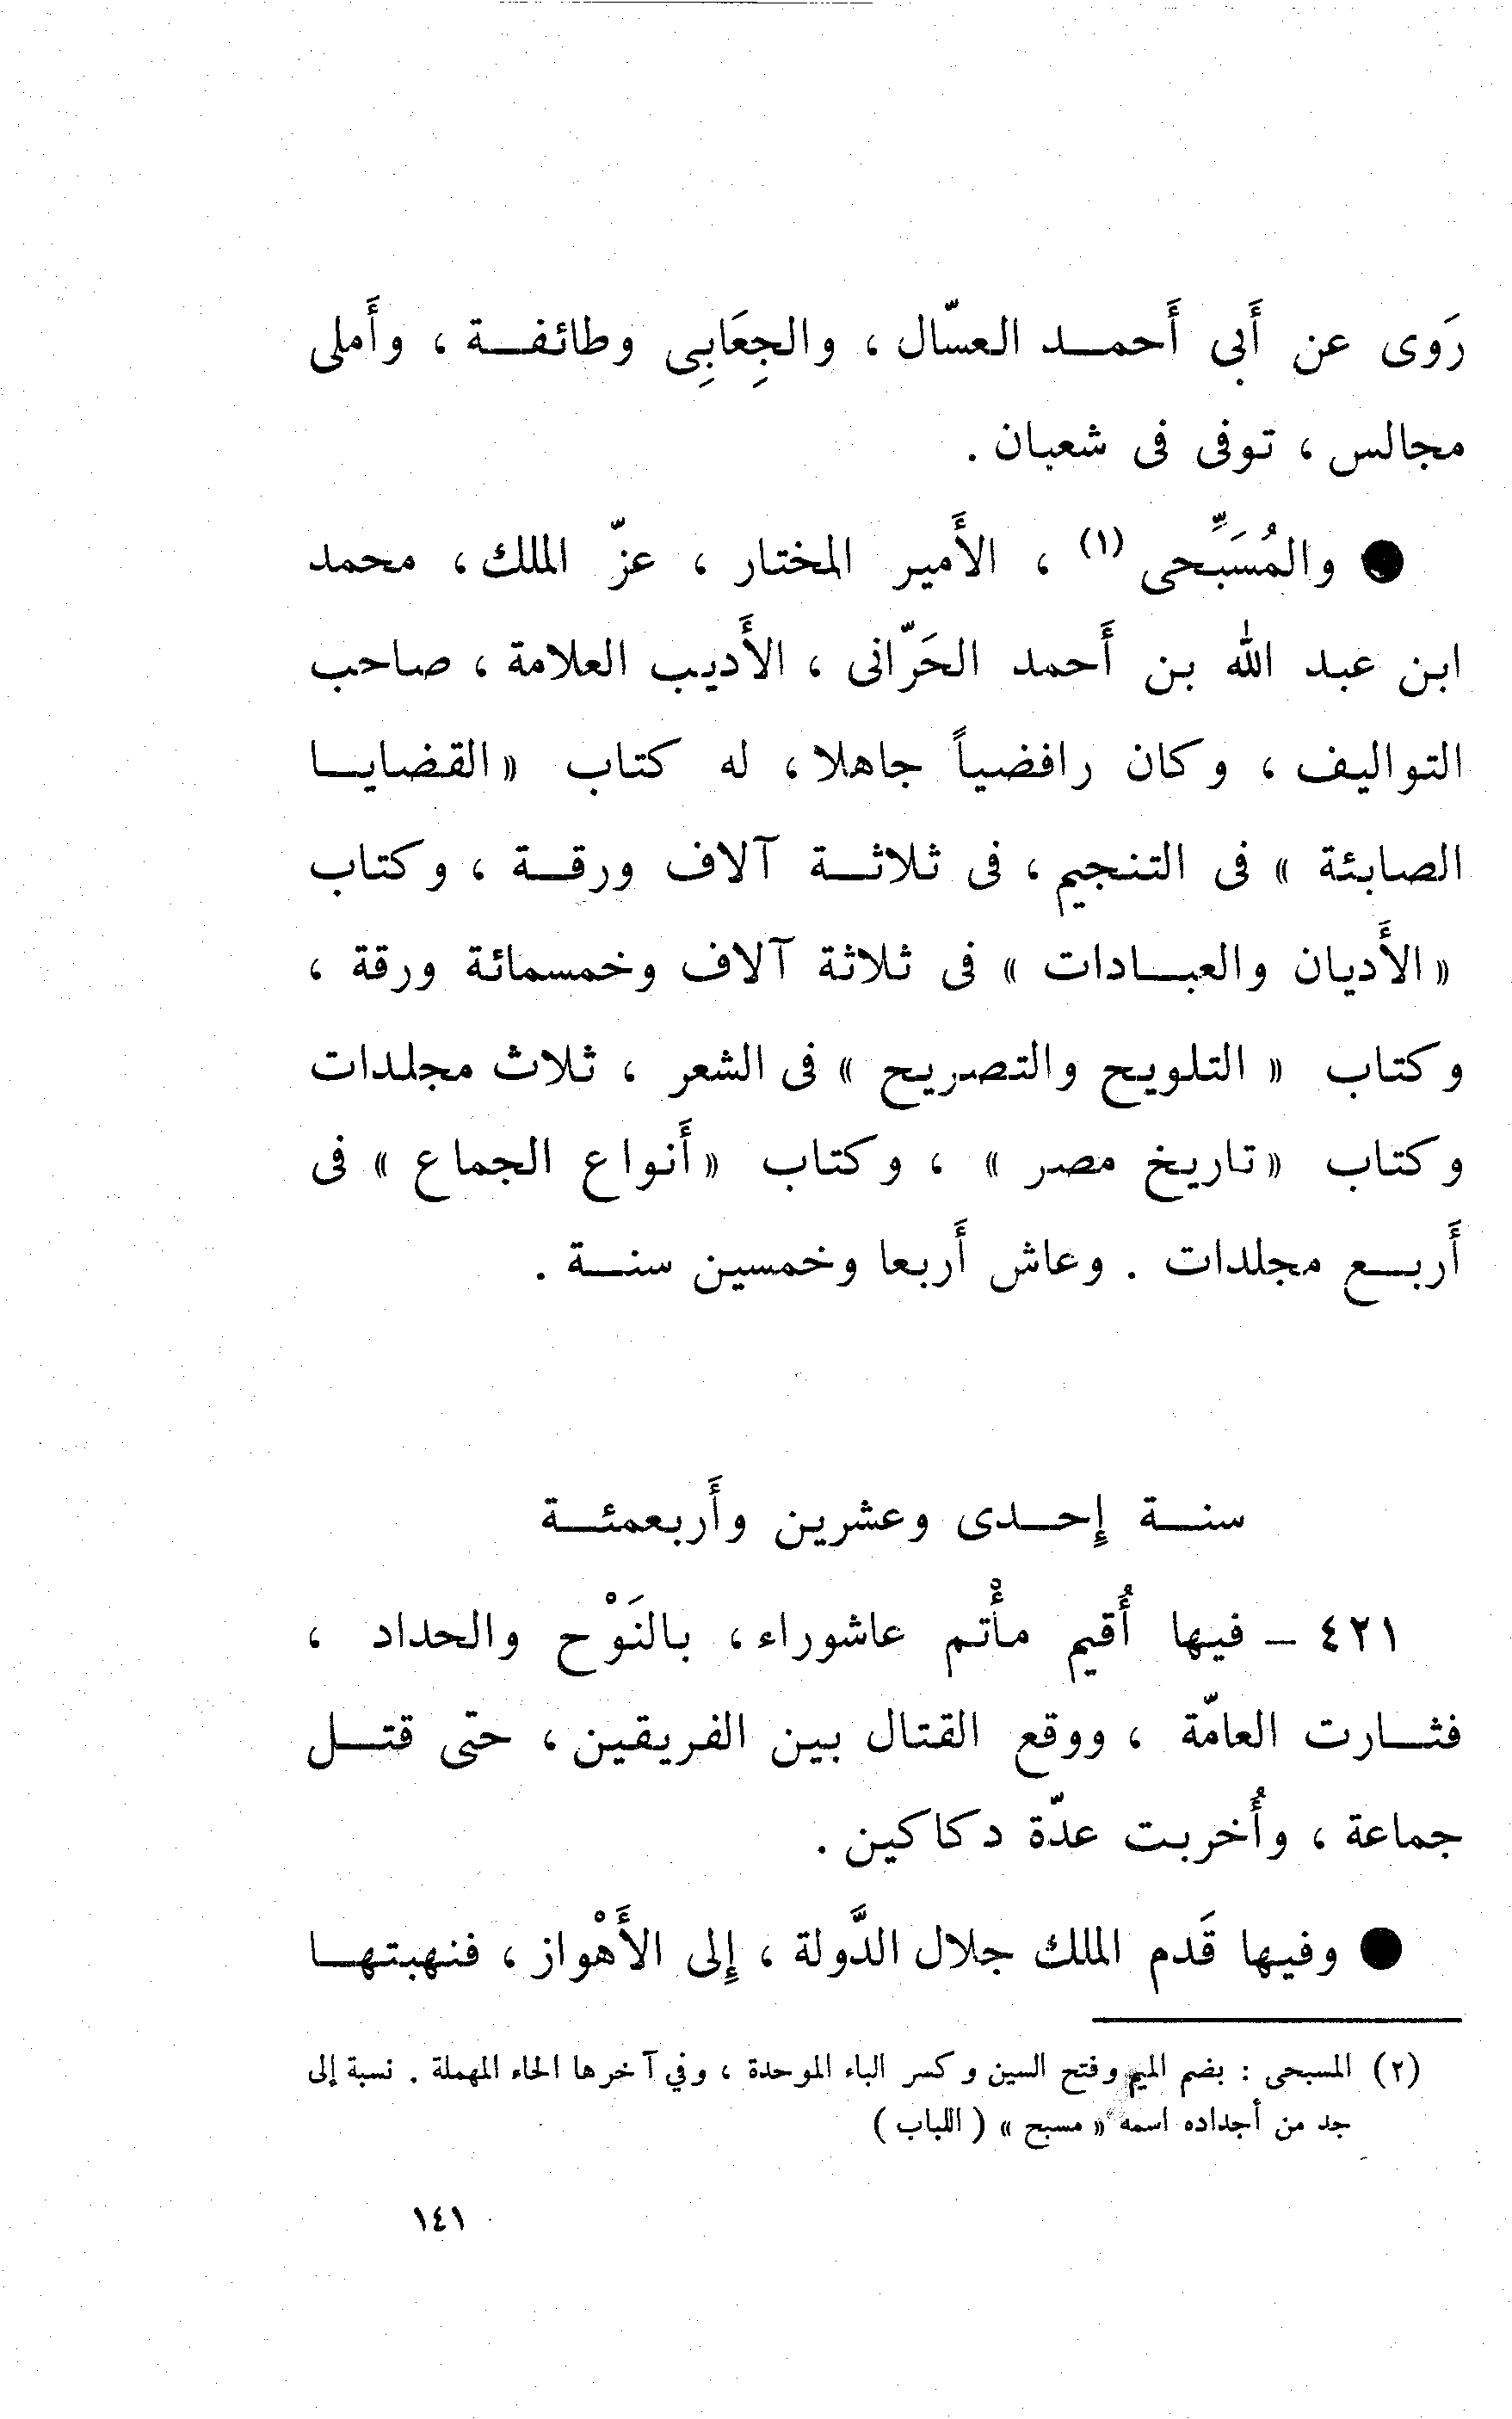 رَوى عن أَبى أَحمد العسّال ، والجِعَابِى وطائفة ، وأَملى
مجالس ، توفى فى شعبان .
● والمُسَبِّحى (١) ، الأَمير المختار ، عزّ الملك ، محمد
ابن عبد الله بن أَحمد الحَرّانى ، الأَديب العلامة ، صاحب
التواليف ، وكان رافضياً جاهلا ، له كتاب « القضايا
الصابئة » فى التنجيم ، فى ثلاثة آلاف ورقة ، وكتاب
« الأَديان والعبادات » فى ثلاثة آلاف وخمسمائة ورقة ،
وكتاب « التلويح والتصريح » فى الشعر ، ثلاث مجلدات
وكتاب « تاريخ مصر » ، وكتاب « أَنواع الجماع » فى
أَربع مجلدات . وعاش أَربعا وخمسين سنة .
سنة إِحدى وعشرين وأَربعمئة
٤٢١ – فيها أُقيم مأْتم عاشوراء ، بالنَوْح والحداد ،
فثارت العامّة ، ووقع القتال بين الفريقين ، حتى قتل
جماعة ، وأُخربت عدّة دكاكين .
● وفيها قَدم الملك جلال الدَّولة ، إِلى الأَهْواز ، فنهبتها
(٢) المسبحى : بضم الميم وفتح السين وكسر الباء الموحدة ، وفي آخرها الحاء المهملة . نسبة إلى
جد من أجداده اسمه « مسبح » ( اللباب )
١٤١